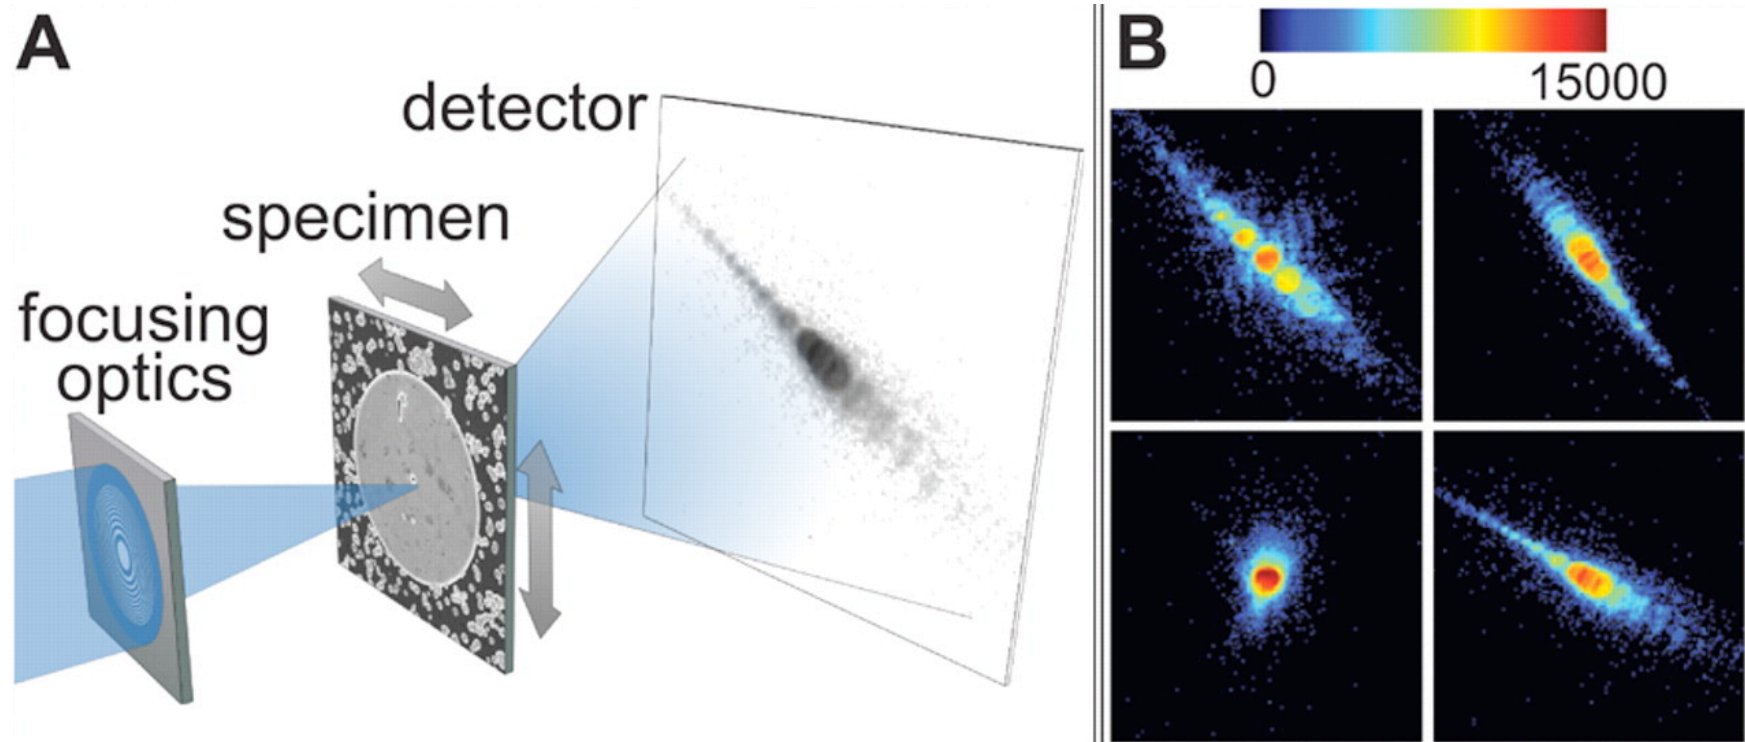 A
detector
specimen
focusing
optics
B
0
15000